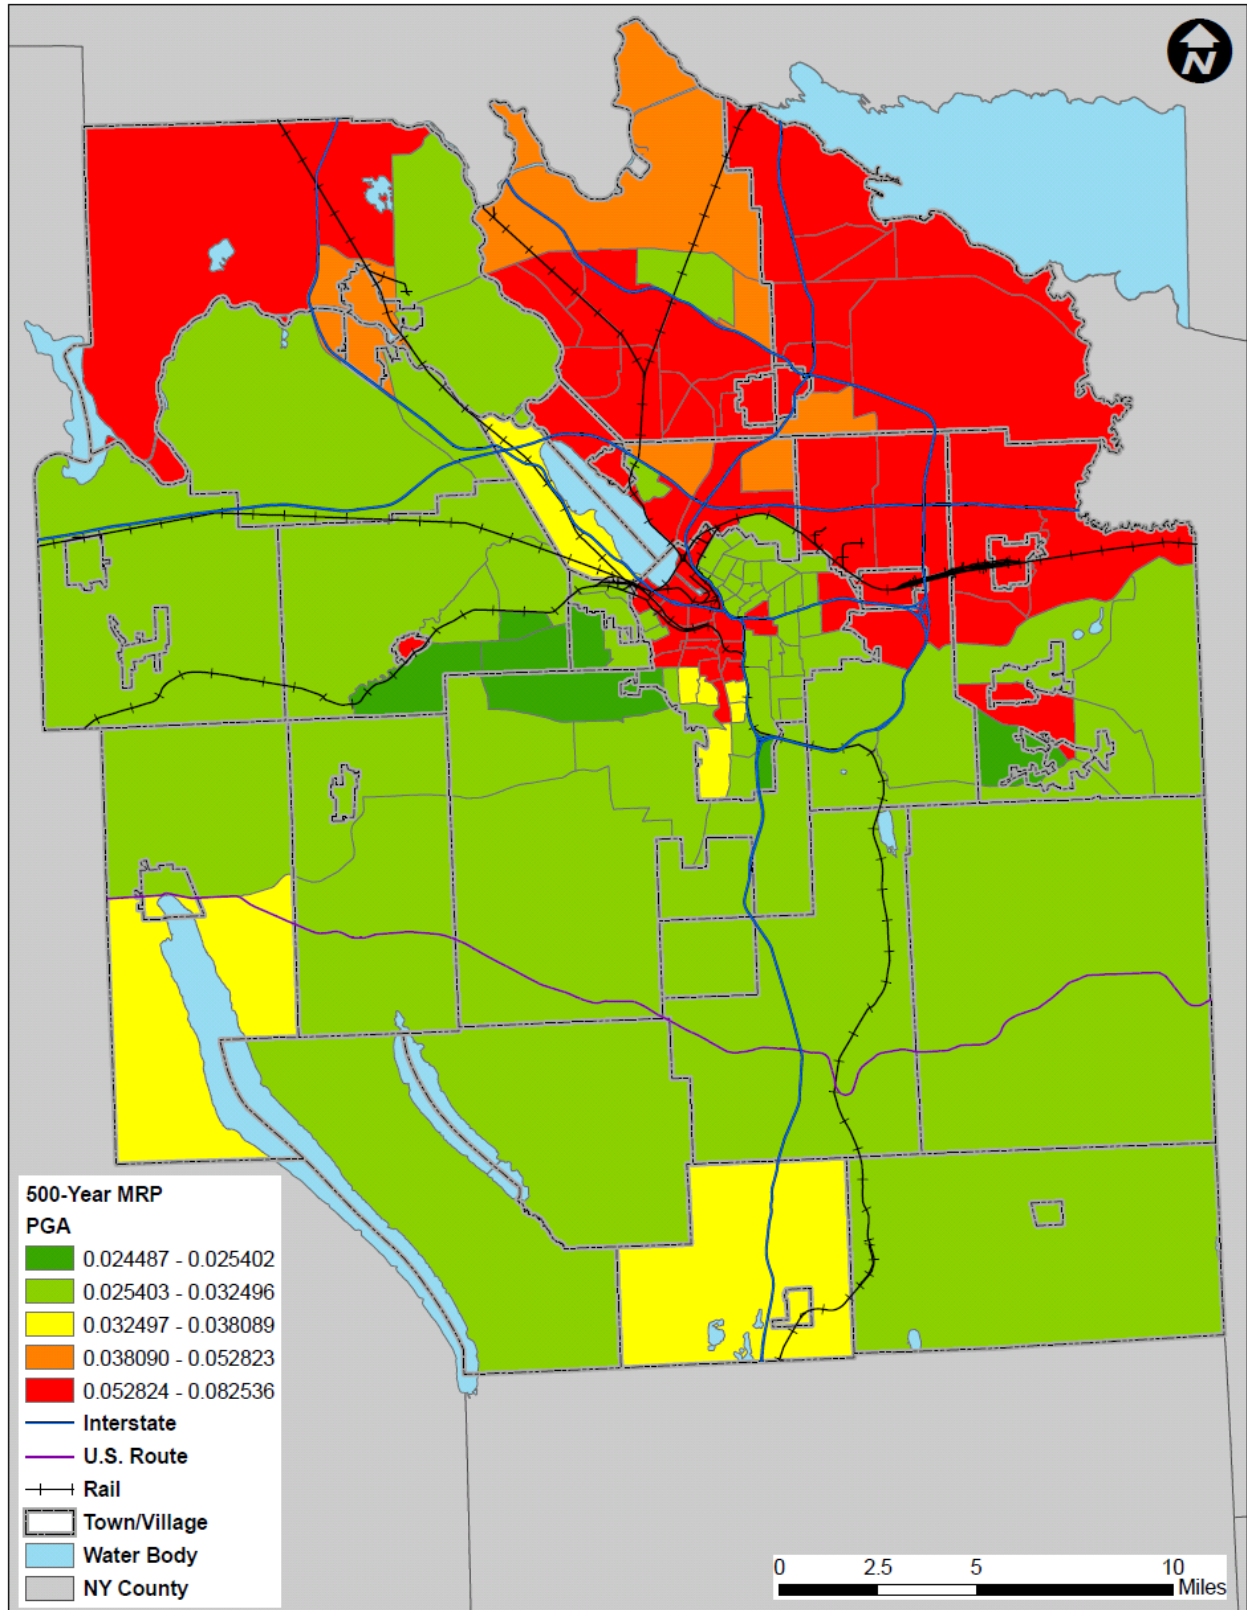 N
500-Year MRP
PGA
0.024487 - 0.025402
0.025403 - 0.032496
0.032497 - 0.038089
0.038090 - 0.052823
0.052824 - 0.082536
Interstate
U.S. Route
Rail
Town/Village
Water Body
NY County
0 2.5 5 10
Miles